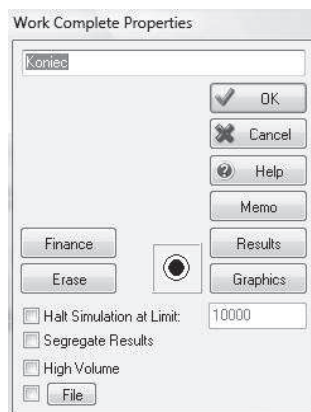 Work Complete Properties
Koniec
OK
Cancel
Help
Memo
Finance
Results
Erase
Graphics
Halt Simulation at Limit: 10000
Segregate Results
High Volume
File